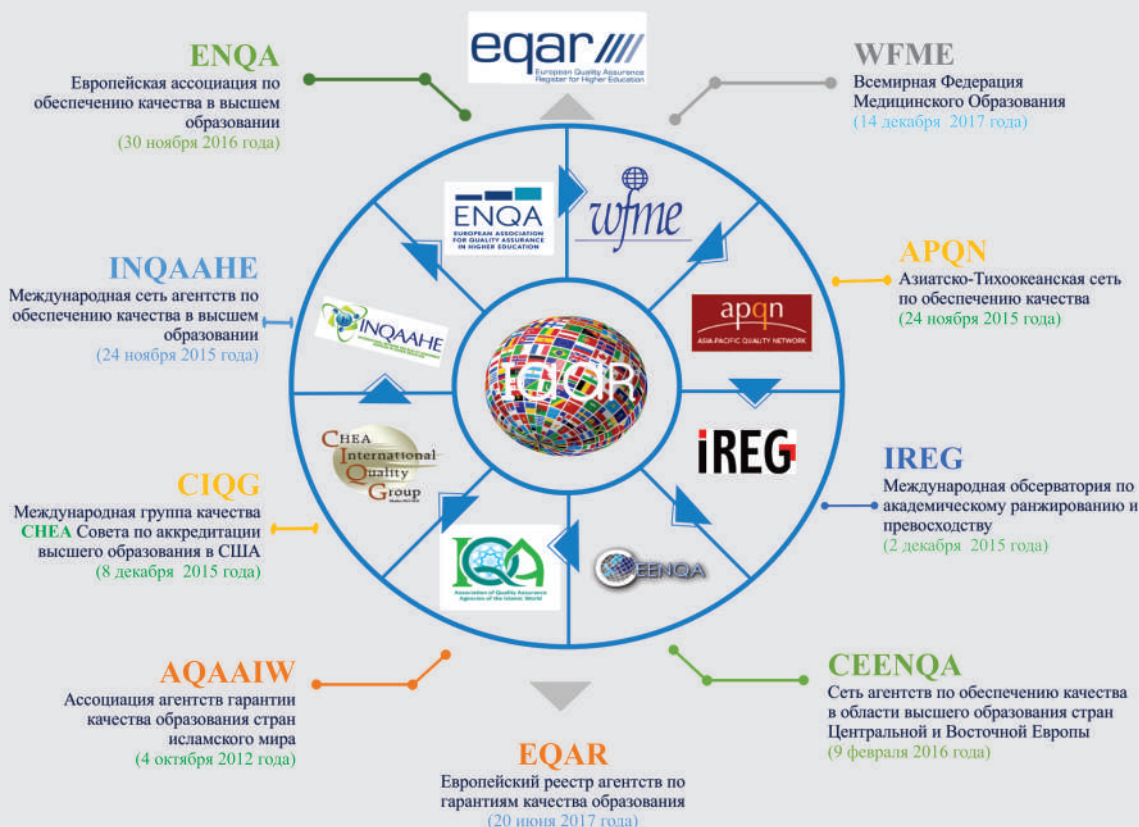 eqar
European Quality Assurance
Register for Higher Education
ENQA
Европейская ассоциация по
обеспечению качества в высшем
образовании
(30 ноября 2016 года)
WFME
Всемирная Федерация
Медицинского Образования
(14 декабря 2017 года)
ENQA
EUROPEAN ASSOCIATION
FOR QUALITY ASSURANCE
IN HIGHER EDUCATION
wfme
INQAAHE
Международная сеть агентств по
обеспечению качества в высшем
образовании
(24 ноября 2015 года)
APQN
Азиатско-Тихоокеанская сеть
по обеспечению качества
(24 ноября 2015 года)
INQAAHE
apqn
ASIA-PACIFIC QUALITY NETWORK
IQAR
CIQG
Международная группа качества
CHEA Совета по аккредитации
высшего образования в США
(8 декабря 2015 года)
CHEA
International
Quality
Group
IREG
IREG
Международная обсерватория по
академическому ранжированию и
превосходству
(2 декабря 2015 года)
IQA
Association of Quality Assurance
Agencies of the Islamic World
CEENQA
AQAAIW
Ассоциация агентств гарантии
качества образования стран
исламского мира
(4 октября 2012 года)
CEENQA
Сеть агентств по обеспечению качества
в области высшего образования стран
Центральной и Восточной Европы
(9 февраля 2016 года)
EQAR
Европейский реестр агентств по
гарантиям качества образования
(20 июня 2017 года)